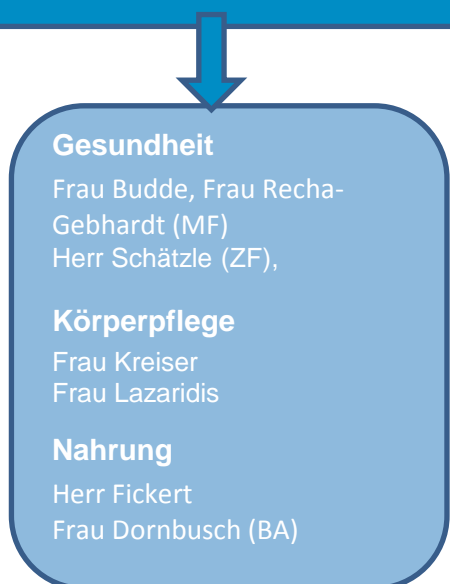 Gesundheit
Frau Budde, Frau Recha-
Gebhardt (MF)
Herr Schätzle (ZF),
Körperpflege
Frau Kreiser
Frau Lazaridis
Nahrung
Herr Fickert
Frau Dornbusch (BA)